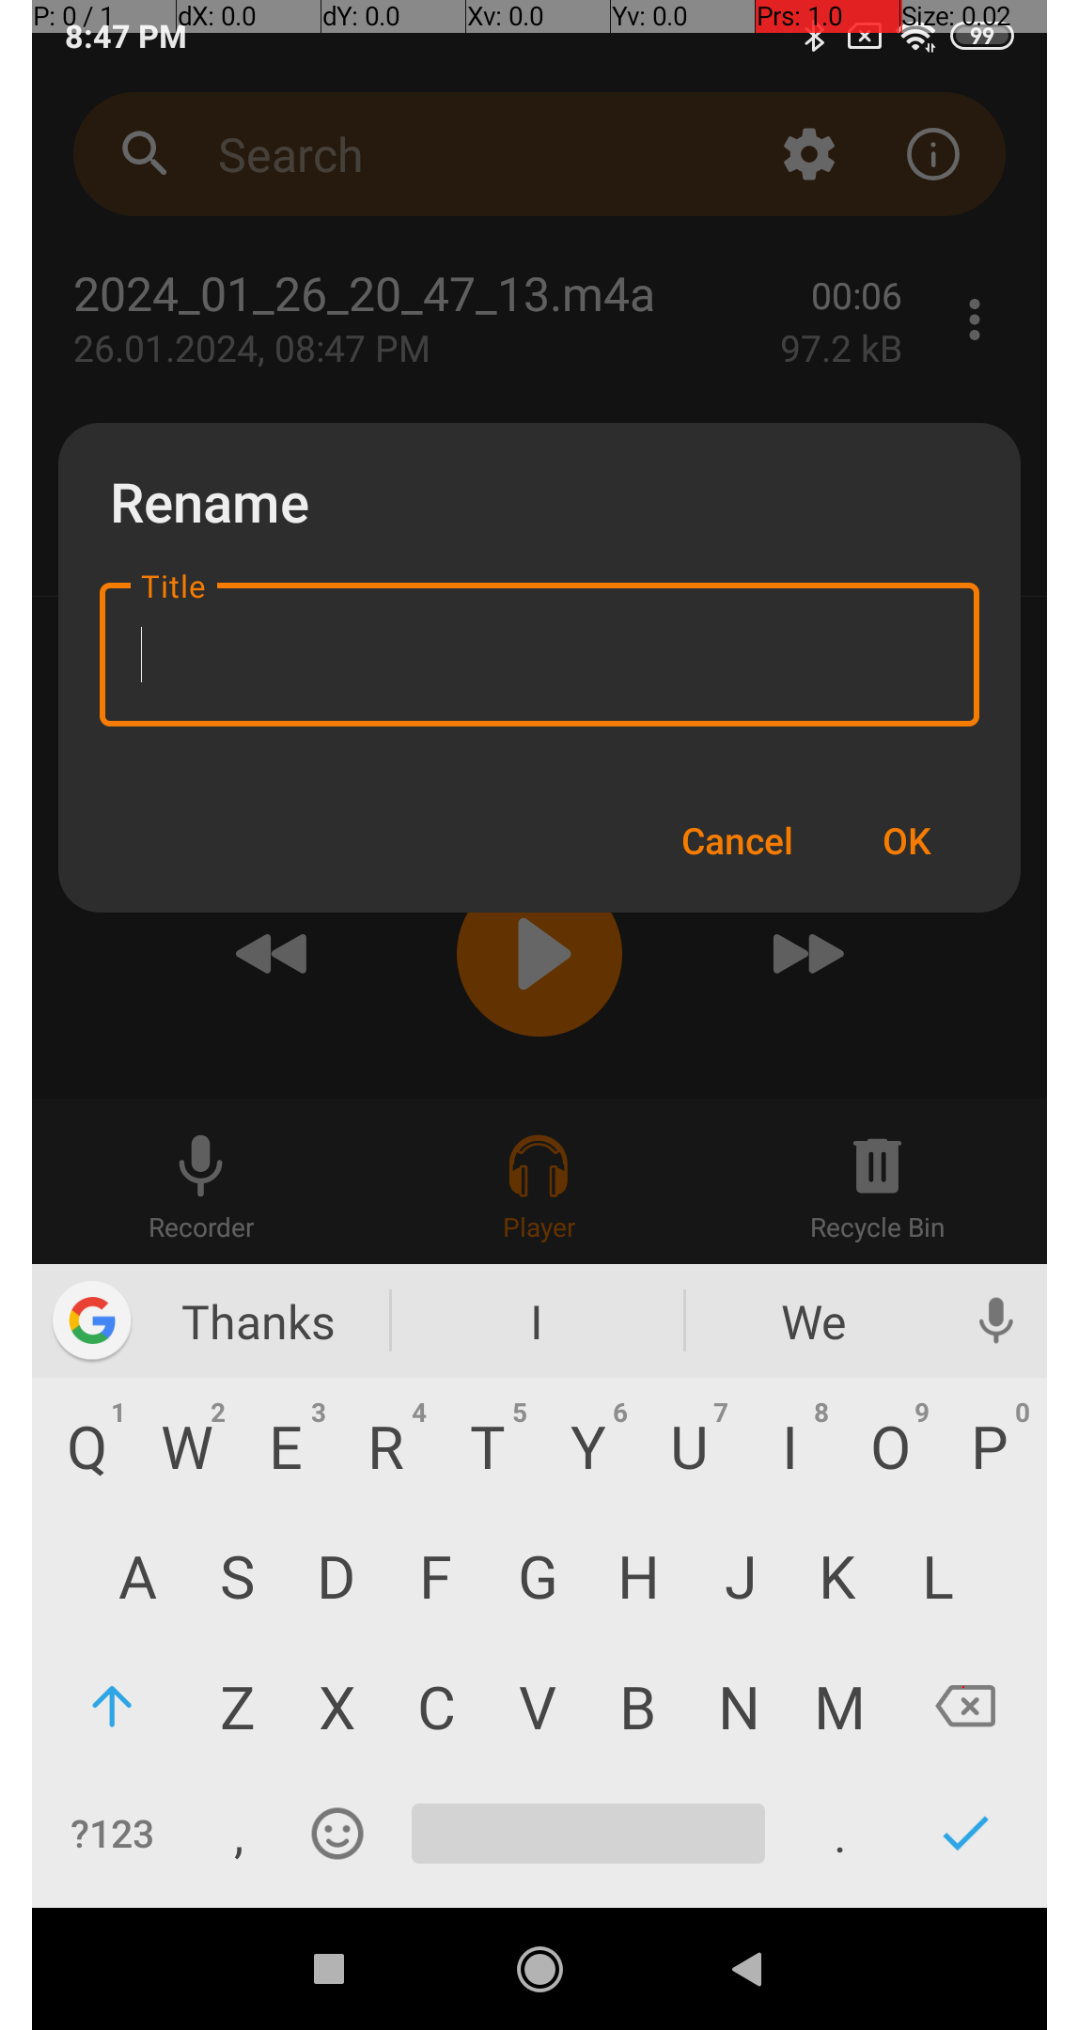 P: 0 / 1 dX: 0.0 dY: 0.0 Xv: 0.0 Yv: 0.0 Prs: 1.0 Size: 0.02
8:47 PM 99
Search
2024_01_26_20_47_13.m4a 00:06
26.01.2024, 08:47 PM 97.2 kB
Rename
Title
Cancel OK
Recorder Player Recycle Bin
G Thanks I We
1 2 3 4 5 6 7 8 9 0
Q W E R T Y U I O P
A S D F G H J K L
Z X C V B N M
?123 , .